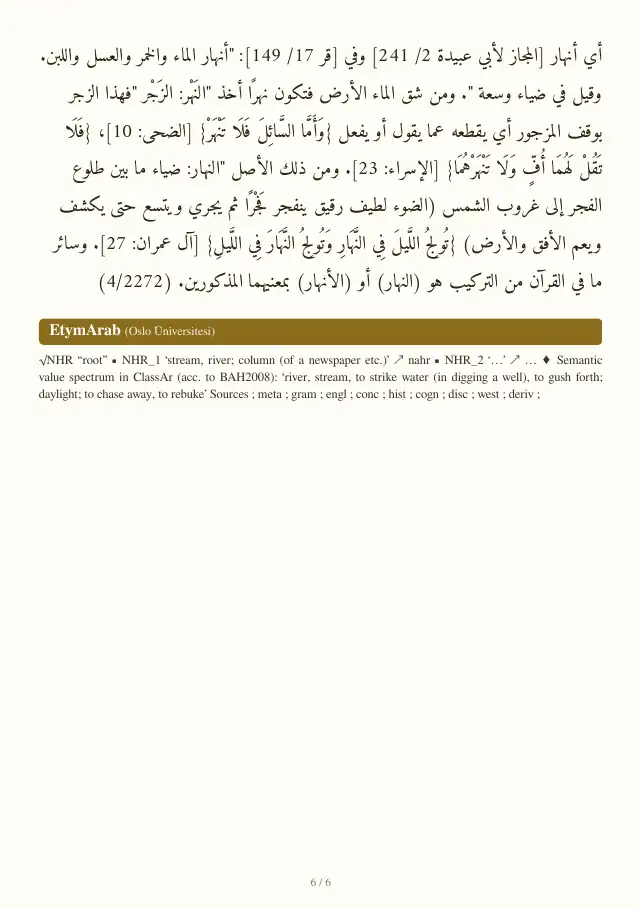 أي أنهار [المجاز لأبي عبيدة 2/ 241] وفي [قر 17/ 149]: "أنهار الماء والخمر والعسل واللبن.
وقيل في ضياء وسعة ". ومن شق الماء الأرض فتكون نهرًا أخذ "النَهْر: الزَجْر "فهذا الزجر
يوقف المزجور أي يقطعه عما يقول أو يفعل {وَأَمَّا السَّائِلَ فَلَا تَنْهَرْ} [الضحى: 10]، {فَلَا
تَقُلْ لَهُمَا أُفٍّ وَلَا تَنْهَرْهُمَا} [الإسراء: 23]. ومن ذلك الأصل "النهار: ضياء ما بين طلوع
الفجر إلى غروب الشمس (الضوء لطيف رقيق ينفجر فَجْرًا ثم يجري ويتسع حتى يكشف
ويعم الأفق والأرض) {تُولِجُ اللَّيلَ فِي النَّهَارِ وَتُولِجُ النَّهَارَ فِي اللَّيلِ} [آل عمران: 27]. وسائر
ما في القرآن من التركيب هو (النهار) أو (الأنهار) بمعنيهما المذكورين. (4/2272)
EtymArab (Oslo Üniversitesi)
√NHR “root” ▪ NHR_1 ‘stream, river; column (of a newspaper etc.)’ ↗ nahr ▪ NHR_2 ‘…’ ↗ … ♦ Semantic
value spectrum in ClassAr (acc. to BAH2008): ‘river, stream, to strike water (in digging a well), to gush forth;
daylight; to chase away, to rebuke’ Sources ; meta ; gram ; engl ; conc ; hist ; cogn ; disc ; west ; deriv ;
6 / 6